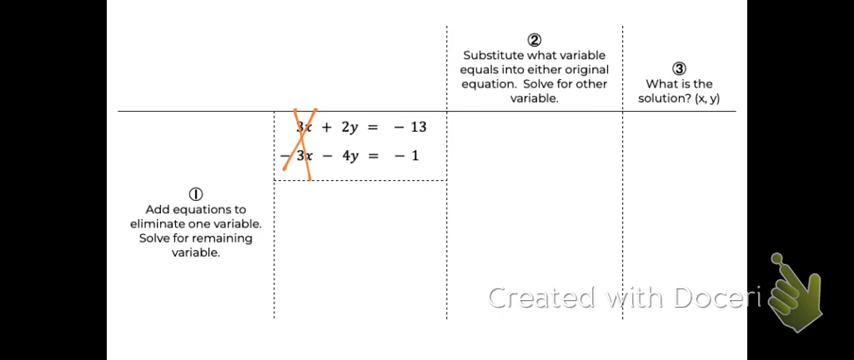 ②
Substitute what variable
equals into either original
equation. Solve for other
variable.
③
What is the
solution? (x, y)
3x + 2y = − 13
− 3x − 4y = − 1
①
Add equations to
eliminate one variable.
Solve for remaining
variable.
Created with Doceri